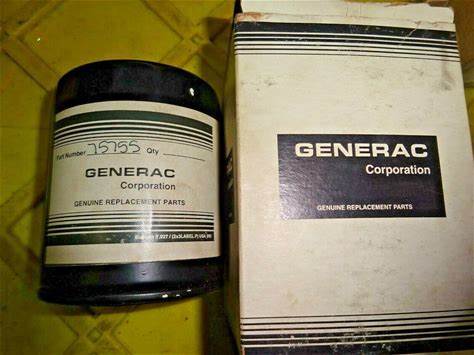 Part Number 75755 Qty
GENERAC
Corporation
GENUINE REPLACEMENT PARTS
GENERAC
Corporation
GENUINE REPLACEMENT PARTS